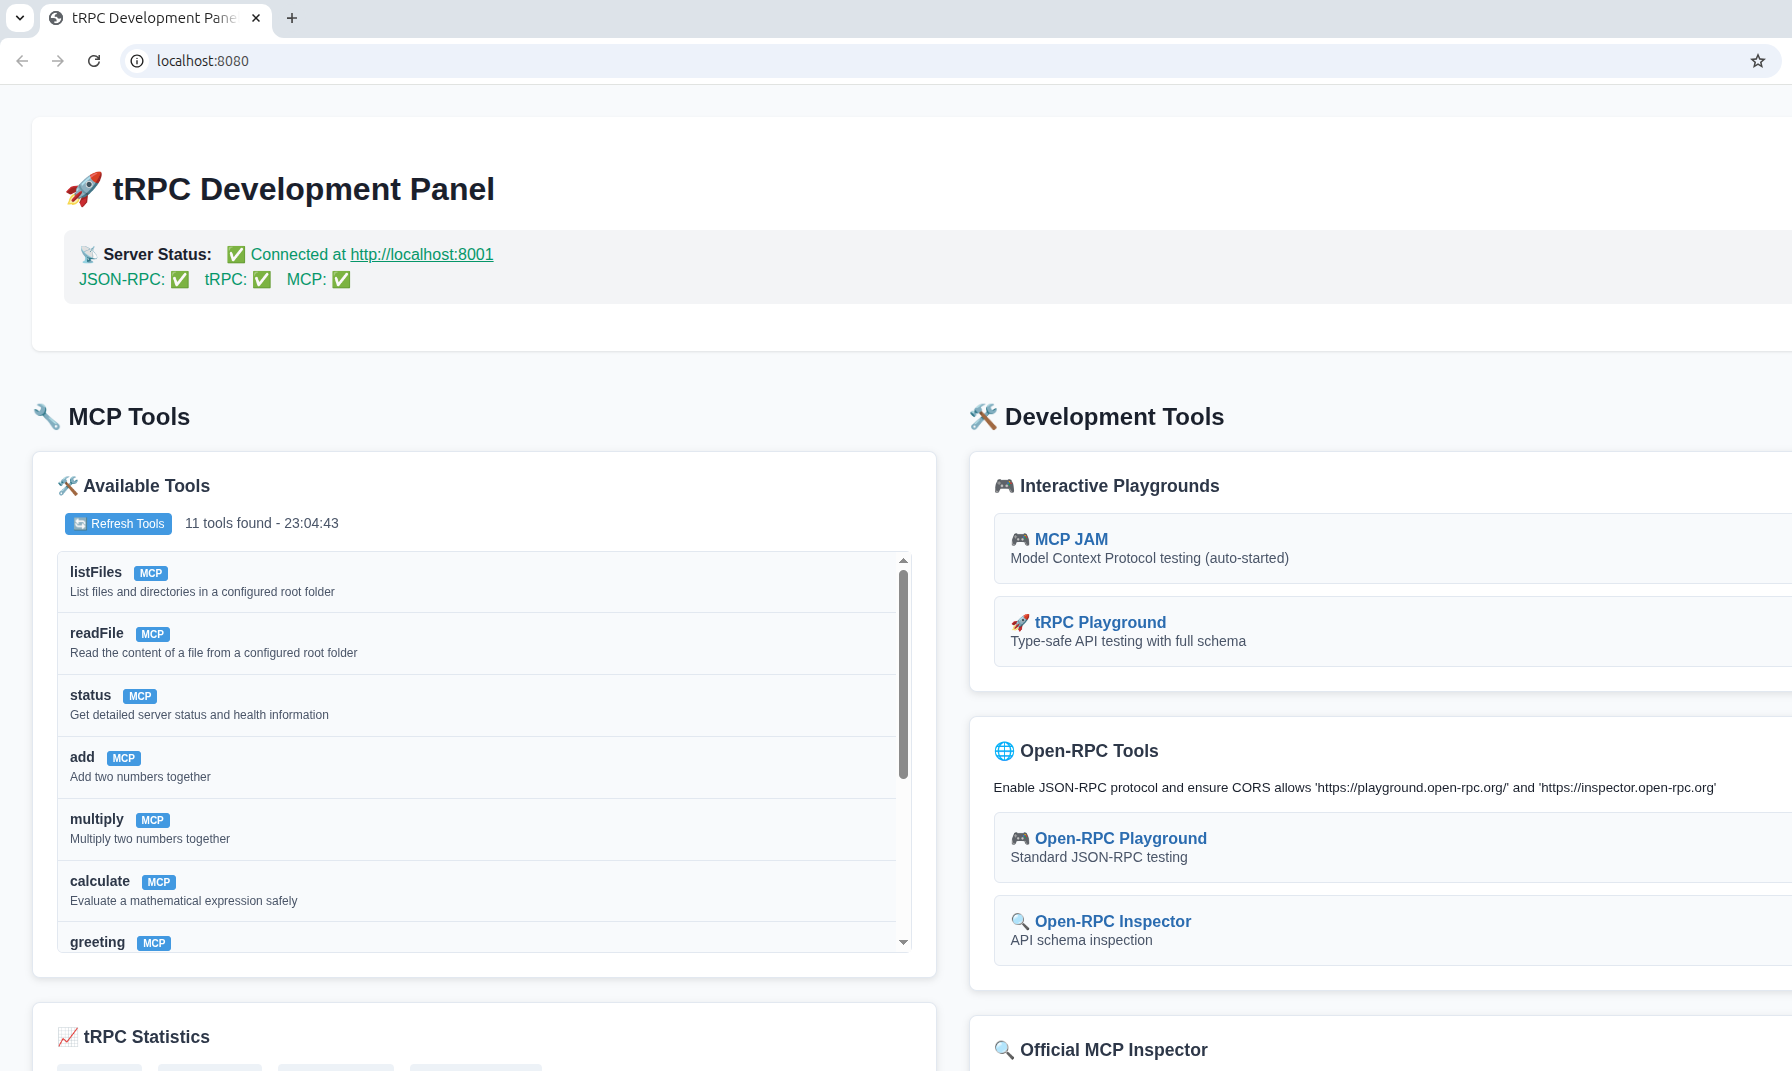 tRPC Development Pane
localhost:8080
🚀 tRPC Development Panel
📡 Server Status: ✅ Connected at http://localhost:8001
JSON-RPC: ✅ tRPC: ✅ MCP: ✅
🔧 MCP Tools
🛠️ Available Tools
🔄 Refresh Tools 11 tools found - 23:04:43
listFiles MCP
List files and directories in a configured root folder
readFile MCP
Read the content of a file from a configured root folder
status MCP
Get detailed server status and health information
add MCP
Add two numbers together
multiply MCP
Multiply two numbers together
calculate MCP
Evaluate a mathematical expression safely
greeting MCP
📈 tRPC Statistics
🛠️ Development Tools
🎮 Interactive Playgrounds
🎮 MCP JAM
Model Context Protocol testing (auto-started)
🚀 tRPC Playground
Type-safe API testing with full schema
🌐 Open-RPC Tools
Enable JSON-RPC protocol and ensure CORS allows 'https://playground.open-rpc.org/' and 'https://inspector.open-rpc.org'
🎮 Open-RPC Playground
Standard JSON-RPC testing
🔍 Open-RPC Inspector
API schema inspection
🔍 Official MCP Inspector